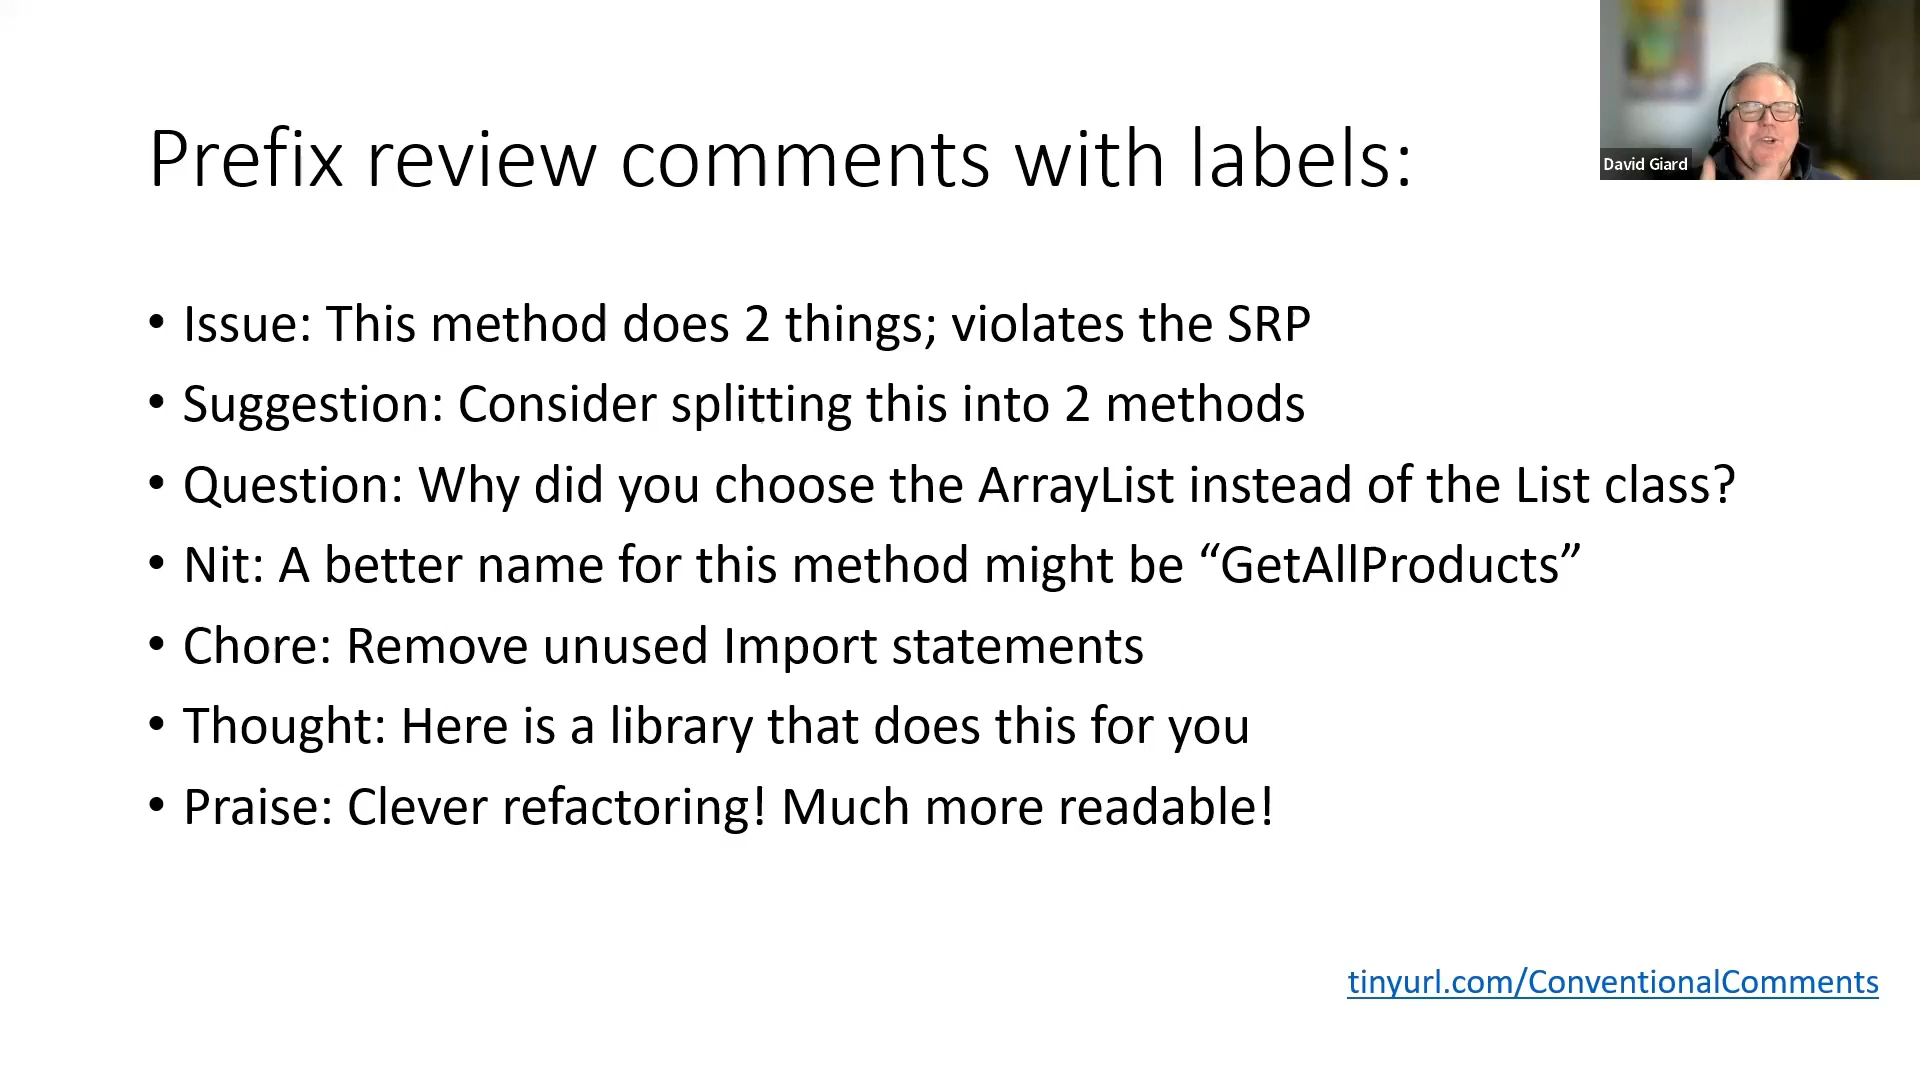 Prefix review comments with labels:
David Giard
• Issue: This method does 2 things; violates the SRP
• Suggestion: Consider splitting this into 2 methods
• Question: Why did you choose the ArrayList instead of the List class?
• Nit: A better name for this method might be “GetAllProducts”
• Chore: Remove unused Import statements
• Thought: Here is a library that does this for you
• Praise: Clever refactoring! Much more readable!
tinyurl.com/ConventionalComments